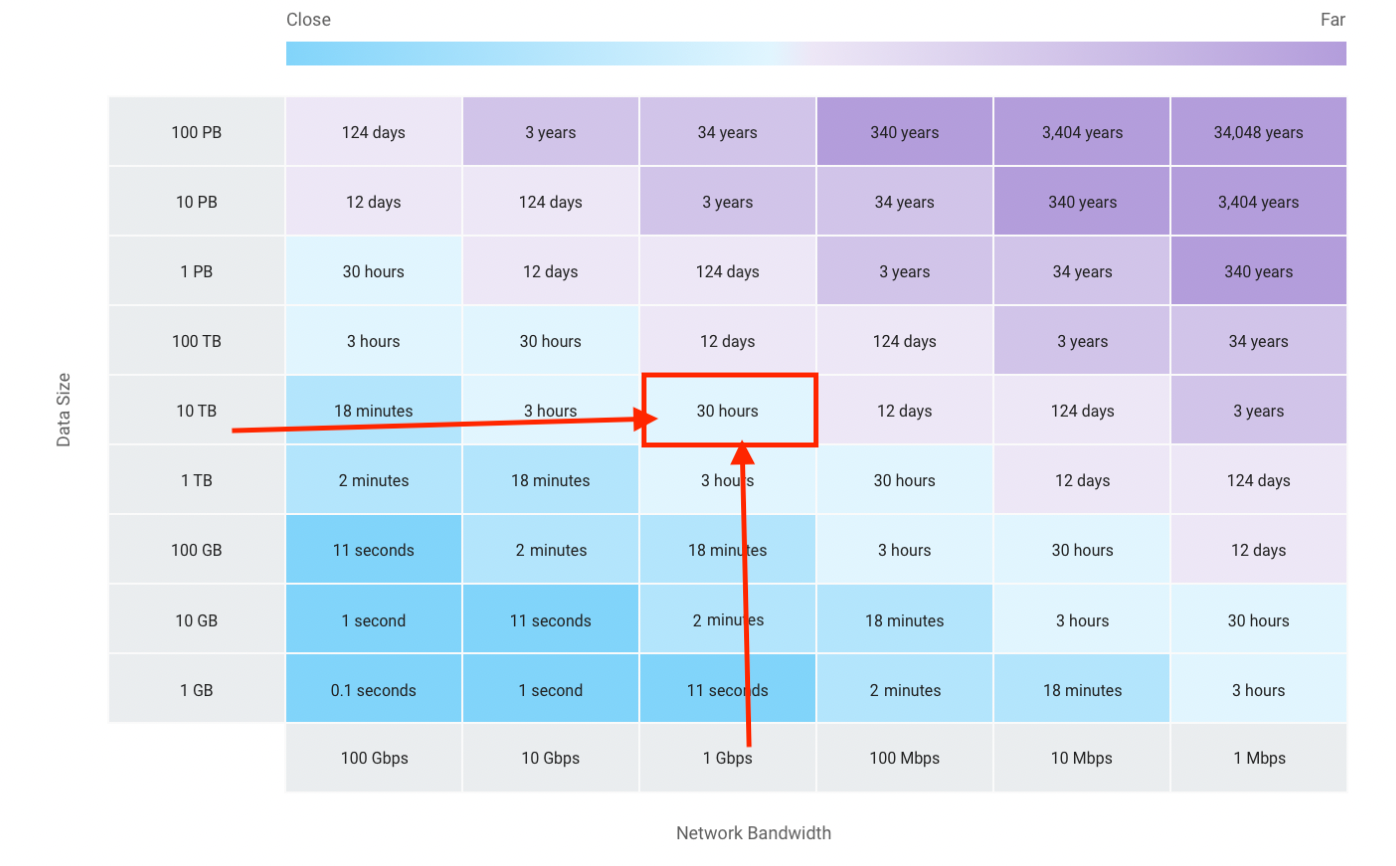 Close Far
100 PB 124 days 3 years 34 years 340 years 3,404 years 34,048 years
10 PB 12 days 124 days 3 years 34 years 340 years 3,404 years
1 PB 30 hours 12 days 124 days 3 years 34 years 340 years
100 TB 3 hours 30 hours 12 days 124 days 3 years 34 years
10 TB 18 minutes 3 hours 30 hours 12 days 124 days 3 years
1 TB 2 minutes 18 minutes 3 hours 30 hours 12 days 124 days
100 GB 11 seconds 2 minutes 18 minutes 3 hours 30 hours 12 days
10 GB 1 second 11 seconds 2 minutes 18 minutes 3 hours 30 hours
1 GB 0.1 seconds 1 second 11 seconds 2 minutes 18 minutes 3 hours
100 Gbps 10 Gbps 1 Gbps 100 Mbps 10 Mbps 1 Mbps
Data Size
Network Bandwidth